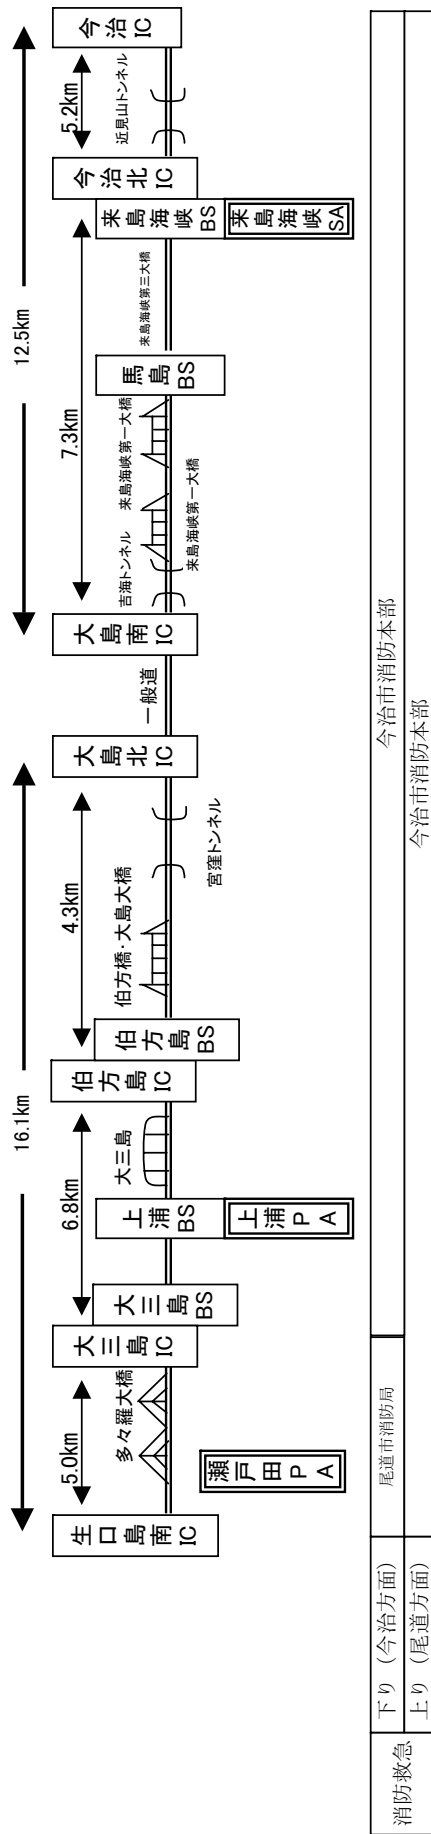 16.1km
12.5km
5.0km
6.8km
4.3km
7.3km
5.2km
生口島南IC
多々羅大橋
瀬戸田PA
大三島IC
大三島BS
上浦BS
上浦PA
大三島
伯方島IC
伯方島BS
伯方橋・大島大橋
宮窪トンネル
大島北IC
一般道
大島南IC
吉海トンネル
来島海峡第一大橋
来島海峡第一大橋
馬島BS
来島海峡第三大橋
来島海峡BS
来島海峡SA
今治北IC
近見山トンネル
今治IC
消防救急
下り（今治方面）
尾道市消防局
今治市消防本部
上り（尾道方面）
今治市消防本部